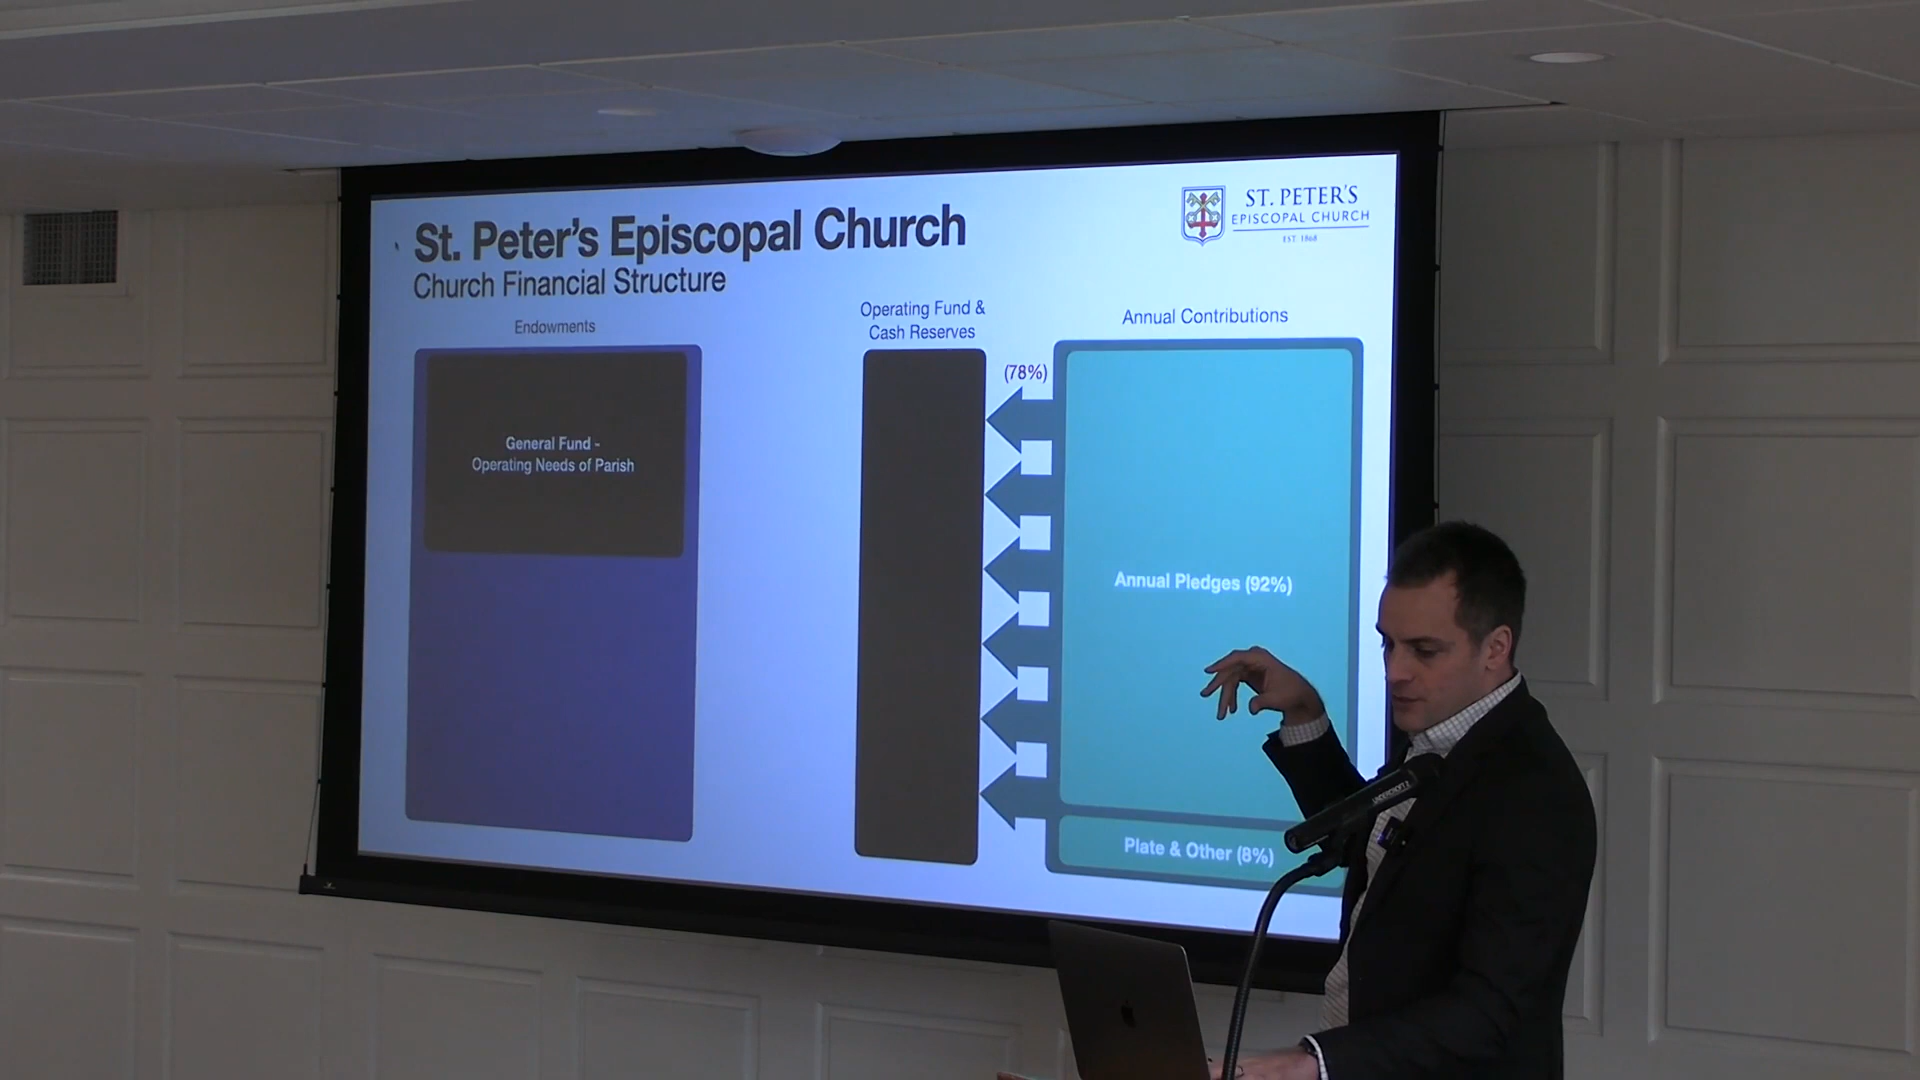 St. Peter's Episcopal Church
Church Financial Structure
ST. PETER'S
EPISCOPAL CHURCH
EST. 1868
Endowments
Operating Fund &
Cash Reserves
Annual Contributions
(78%)
General Fund -
Operating Needs of Parish
Annual Pledges (92%)
Plate & Other (8%)